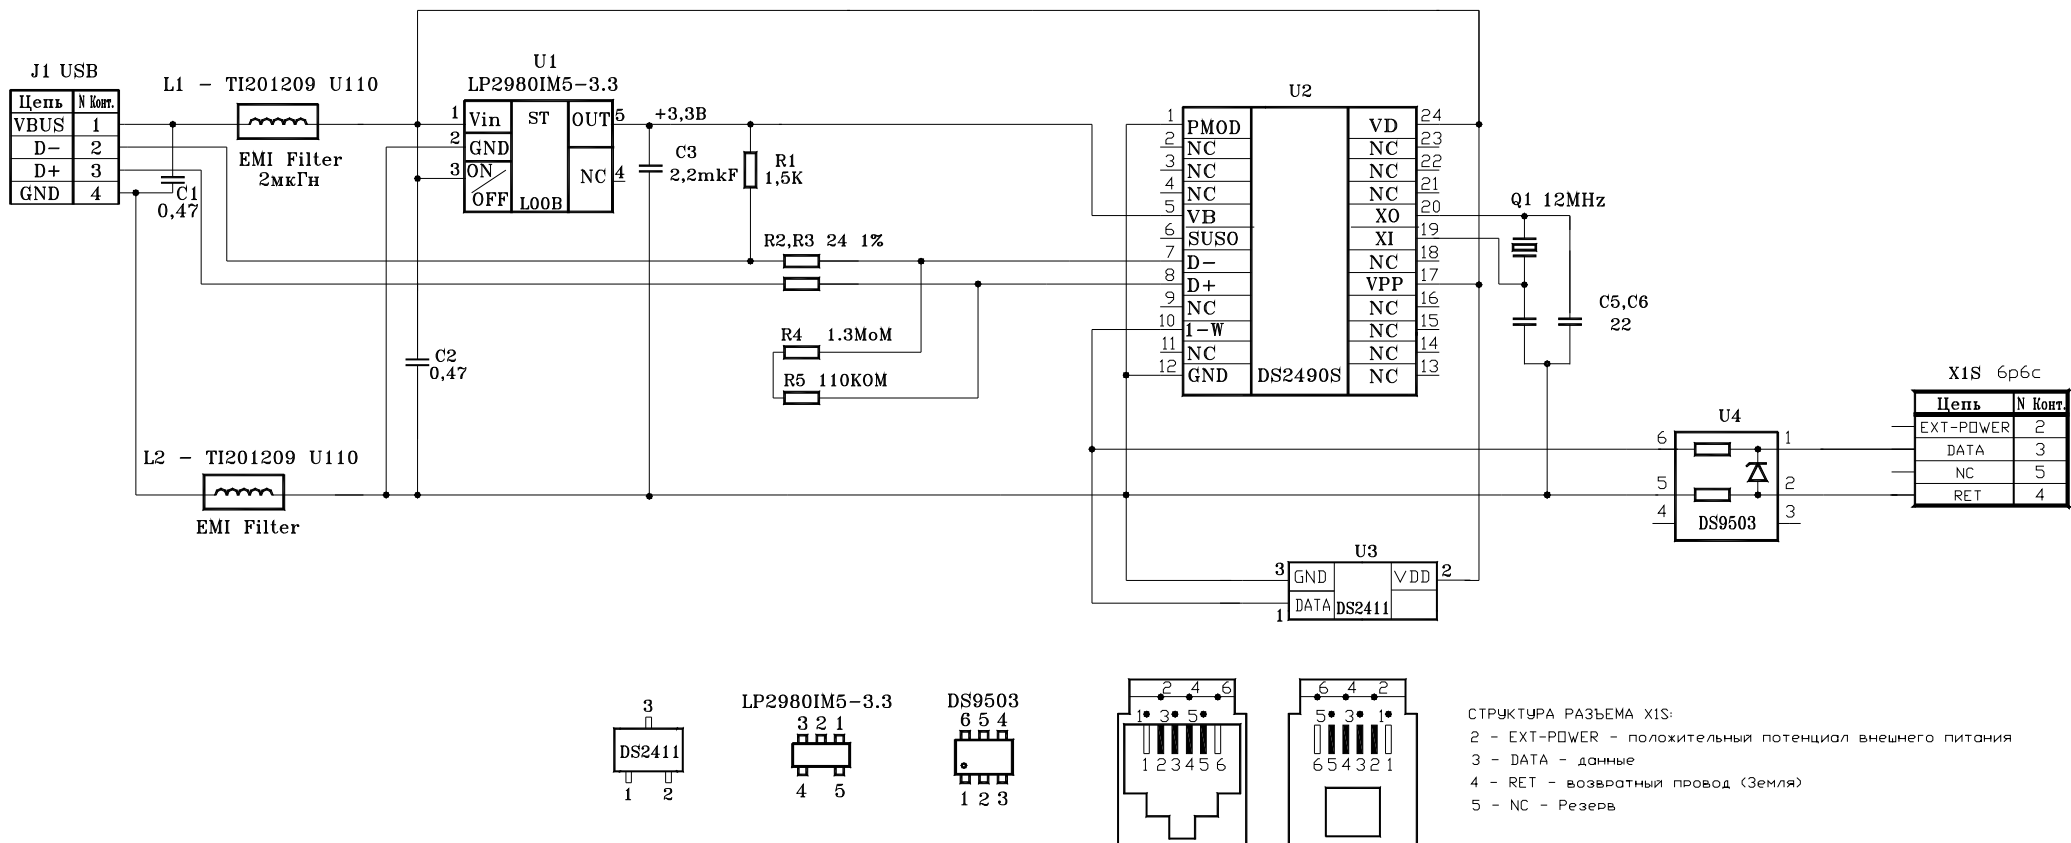 J1 USB
Цепь N Конт.
VBUS 1
D- 2
D+ 3
GND 4
L1 - TI201209 U110
EMI Filter
2мкГн
C1
0,47
U1
LP2980IM5-3.3
1 Vin ST OUT 5
2 GND
3 ON NC 4
OFF L00B
+3,3В
C3
2,2mkF
R1
1,5K
R2,R3 24 1%
R4 1.3MoM
R5 110KOM
C2
0,47
L2 - TI201209 U110
EMI Filter
U2
1 PMOD VD 24
2 NC NC 23
3 NC NC 22
4 NC NC 21
5 VB XO 20
6 SUSO XI 19
7 D- NC 18
8 D+ VPP 17
9 NC NC 16
10 1-W NC 15
11 NC NC 14
12 GND DS2490S NC 13
Q1 12MHz
C5,C6
22
U4
6 1
5 2
4 DS9503 3
X1S 6p6c
Цепь N Конт.
EXT-POWER 2
DATA 3
NC 5
RET 4
U3
3 GND VDD 2
1 DATA DS2411
3
DS2411
1 2
LP2980IM5-3.3
3 2 1
4 5
DS9503
6 5 4
1 2 3
2 4 6
1 3 5
1 2 3 4 5 6
6 4 2
5 3 1
6 5 4 3 2 1
СТРУКТУРА РАЗЪЕМА X1S:
2 - EXT-POWER - положительный потенциал внешнего питания
3 - DATA - данные
4 - RET - возвратный провод (Земля)
5 - NC - Резерв